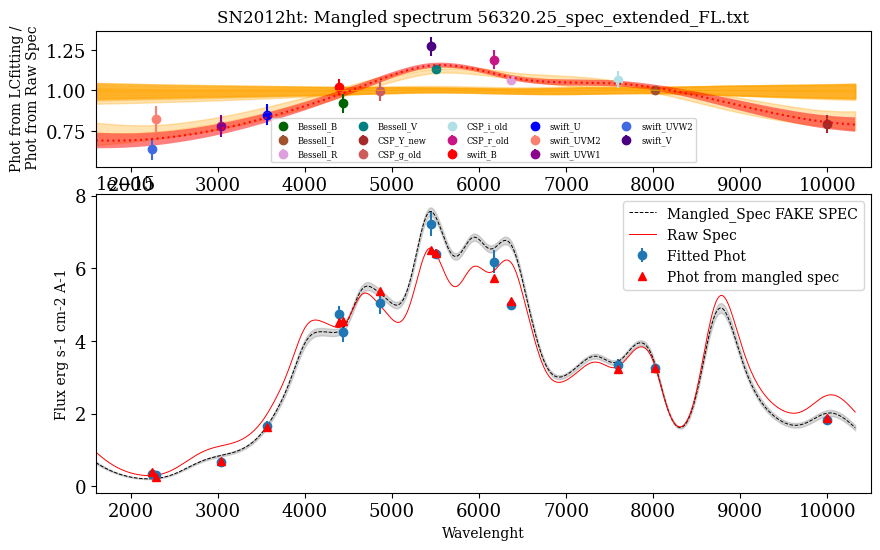 SN2012ht: Mangled spectrum 56320.25_spec_extended_FL.txt
Phot from LCfitting /
Phot from Raw Spec
1.25
1.00
0.75
Bessell_B Bessell_V CSP_i_old swift_U swift_UVW2
Bessell_I CSP_Y_new CSP_r_old swift_UVM2 swift_V
Bessell_R CSP_g_old swift_B swift_UVW1
2000 3000 4000 5000 6000 7000 8000 9000 10000
8
6
4
2
0
Flux erg s-1 cm-2 A-1
Mangled_Spec FAKE SPEC
Raw Spec
Fitted Phot
Phot from mangled spec
2000 3000 4000 5000 6000 7000 8000 9000 10000
Wavelenght